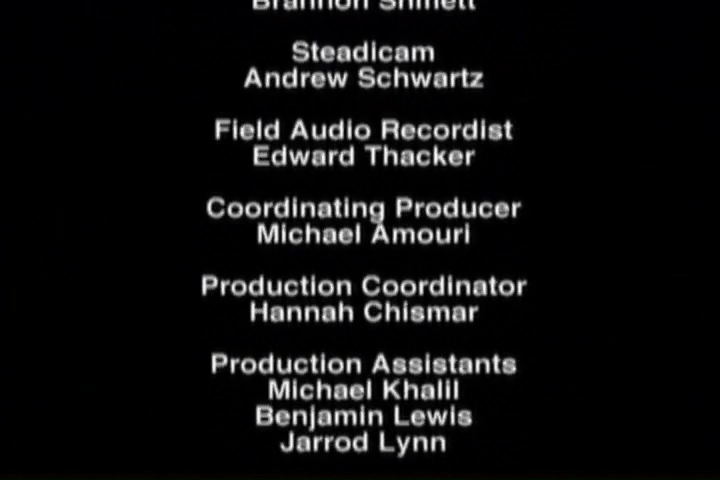 Steadicam
Andrew Schwartz
Field Audio Recordist
Edward Thacker
Coordinating Producer
Michael Amouri
Production Coordinator
Hannah Chismar
Production Assistants
Michael Khalil
Benjamin Lewis
Jarrod Lynn